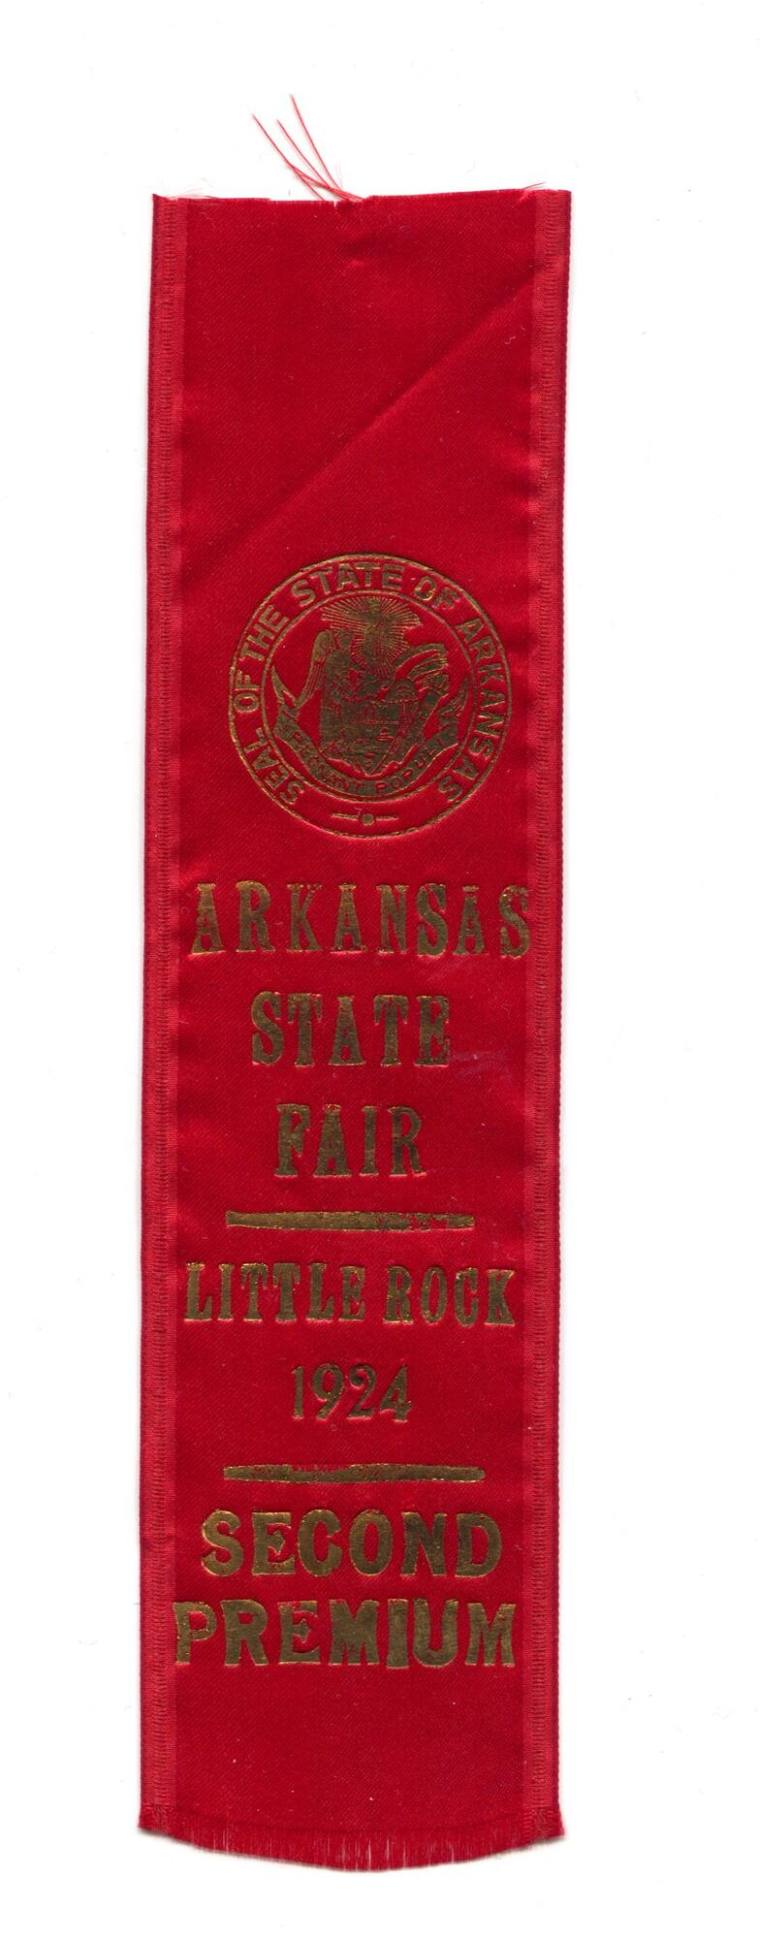 SEAL OF THE STATE OF ARKANSAS
ARKANSAS
STATE
FAIR
LITTLE ROCK
1924
SECOND
PREMIUM